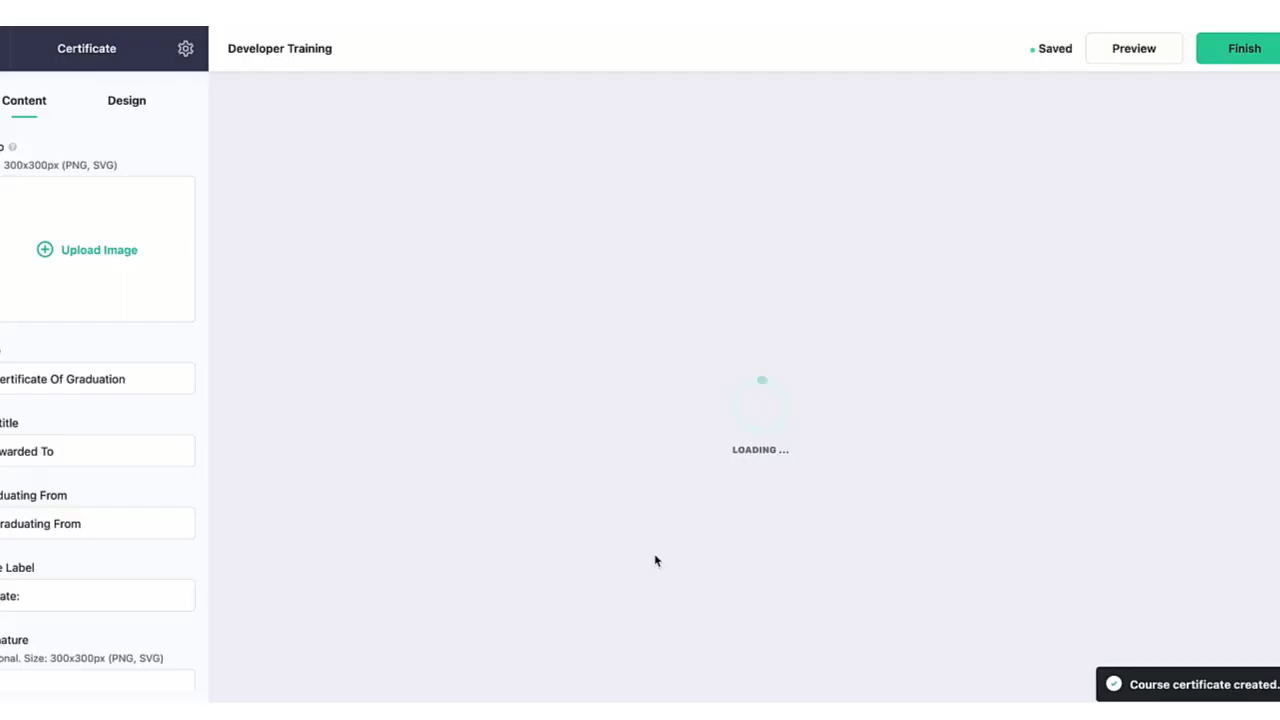 Certificate
Developer Training
Saved
Preview
Finish
Content
Design
o
300x300px (PNG, SVG)
Upload Image
ertificate Of Graduation
title
warded To
duating From
raduating From
e Label
ate:
nature
onal. Size: 300x300px (PNG, SVG)
LOADING ...
Course certificate created.